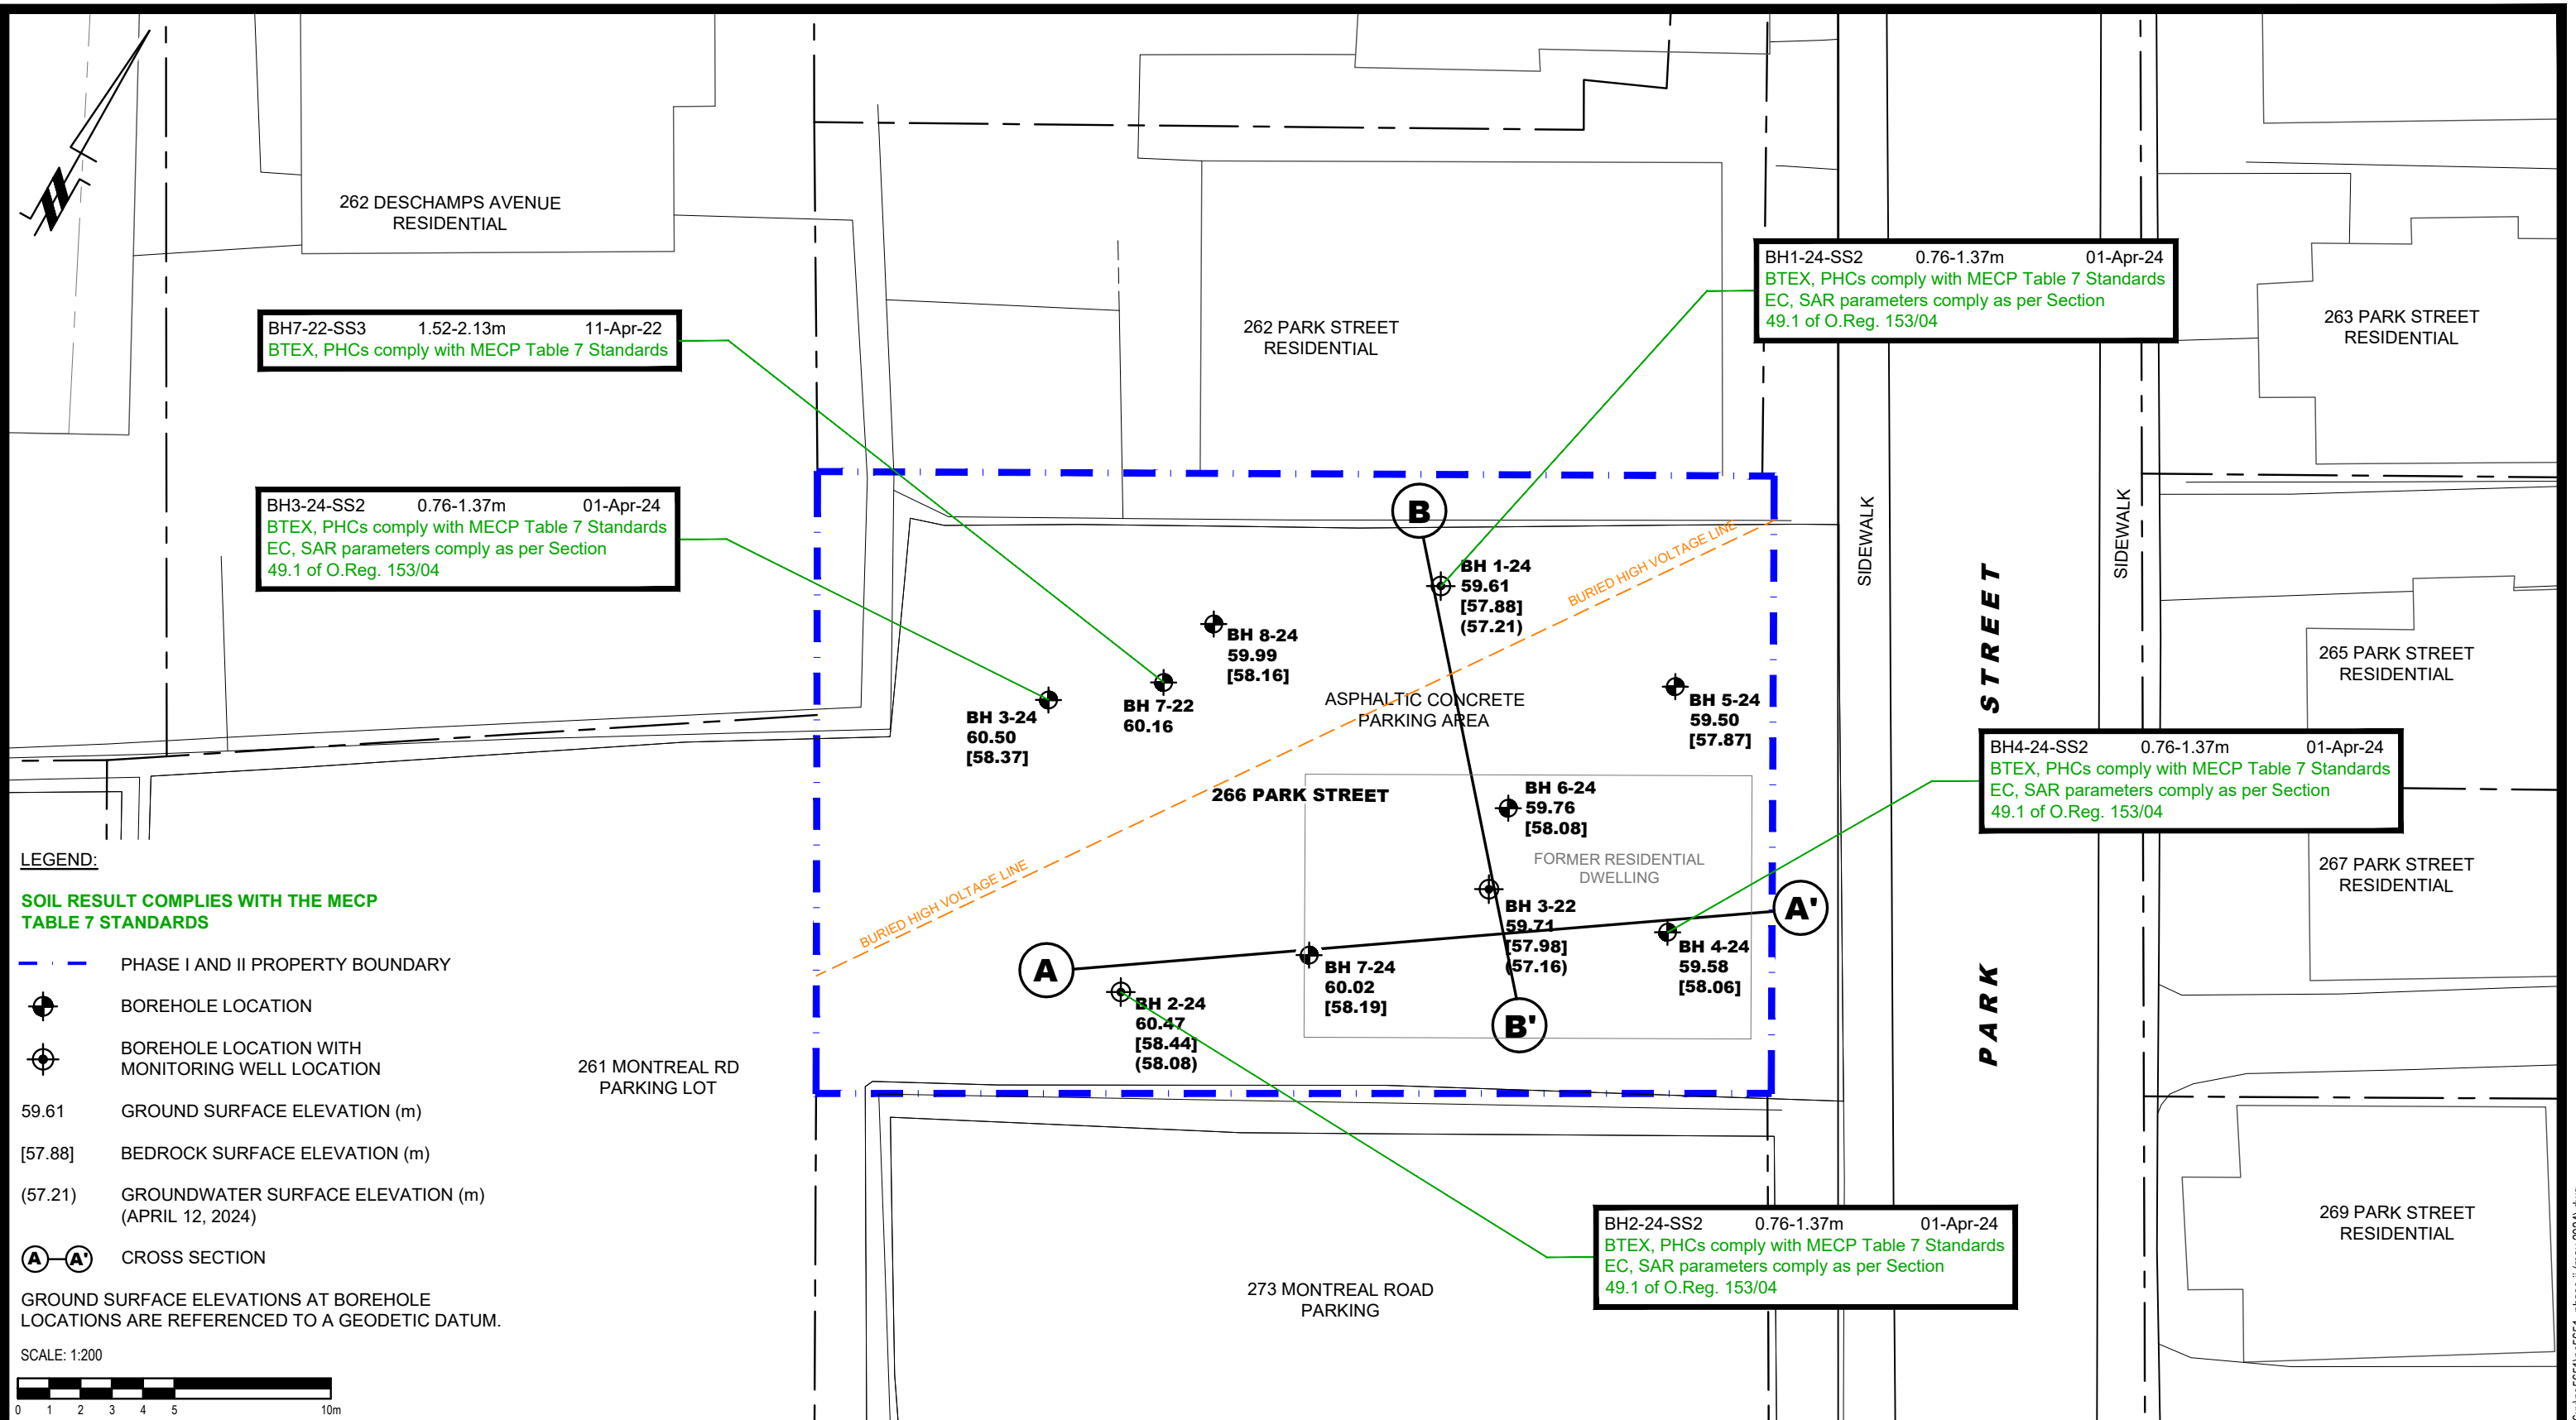 262 DESCHAMPS AVENUE
RESIDENTIAL
262 PARK STREET
RESIDENTIAL
BH1-24-SS2 0.76-1.37m 01-Apr-24
BTEX, PHCs comply with MECP Table 7 Standards
EC, SAR parameters comply as per Section
49.1 of O.Reg. 153/04
263 PARK STREET
RESIDENTIAL
BH7-22-SS3 1.52-2.13m 11-Apr-22
BTEX, PHCs comply with MECP Table 7 Standards
BH3-24-SS2 0.76-1.37m 01-Apr-24
BTEX, PHCs comply with MECP Table 7 Standards
EC, SAR parameters comply as per Section
49.1 of O.Reg. 153/04
B
BURIED HIGH VOLTAGE LINE
SIDEWALK
SIDEWALK
BH 1-24
59.61
[57.88]
(57.21)
BH 8-24
59.99
[58.16]
BH 3-24
60.50
[58.37]
BH 7-22
60.16
ASPHALTIC CONCRETE
PARKING AREA
BH 5-24
59.50
[57.87]
PARK STREET
265 PARK STREET
RESIDENTIAL
BH4-24-SS2 0.76-1.37m 01-Apr-24
BTEX, PHCs comply with MECP Table 7 Standards
EC, SAR parameters comply as per Section
49.1 of O.Reg. 153/04
266 PARK STREET
BH 6-24
59.76
[58.08]
FORMER RESIDENTIAL
DWELLING
267 PARK STREET
RESIDENTIAL
BURIED HIGH VOLTAGE LINE
BH 3-22
59.71
[57.98]
(57.16)
A'
A
BH 7-24
60.02
[58.19]
BH 4-24
59.58
[58.06]
BH 2-24
60.47
[58.44]
(58.08)
B'
261 MONTREAL RD
PARKING LOT
BH2-24-SS2 0.76-1.37m 01-Apr-24
BTEX, PHCs comply with MECP Table 7 Standards
EC, SAR parameters comply as per Section
49.1 of O.Reg. 153/04
269 PARK STREET
RESIDENTIAL
273 MONTREAL ROAD
PARKING
LEGEND:
SOIL RESULT COMPLIES WITH THE MECP
TABLE 7 STANDARDS
PHASE I AND II PROPERTY BOUNDARY
BOREHOLE LOCATION
BOREHOLE LOCATION WITH
MONITORING WELL LOCATION
59.61 GROUND SURFACE ELEVATION (m)
[57.88] BEDROCK SURFACE ELEVATION (m)
(57.21) GROUNDWATER SURFACE ELEVATION (m)
(APRIL 12, 2024)
A A' CROSS SECTION
GROUND SURFACE ELEVATIONS AT BOREHOLE
LOCATIONS ARE REFERENCED TO A GEODETIC DATUM.
SCALE: 1:200
0 1 2 3 4 5 10m